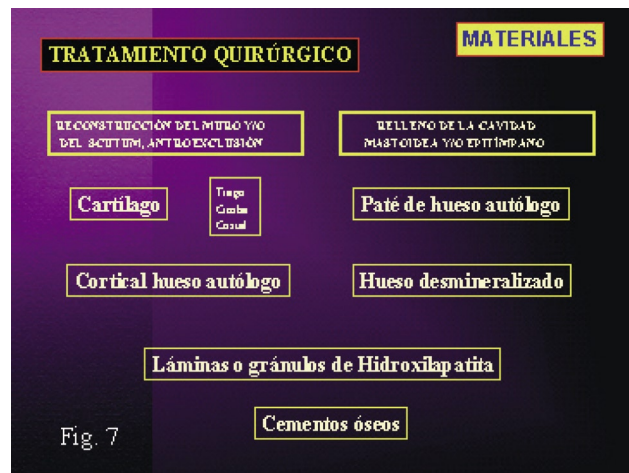 TRATAMIENTO QUIRÚRGICO
MATERIALES
RECONSTRUCCIÓN DEL MURO Y/O
DEL SCUTUM, ANTROEXCLUSIÓN
RELLENO DE LA CAVIDAD
MASTOIDEA Y/O EPITÍMPANO
Cartílago
Trago
Concha
Paté de hueso autólogo
Cortical hueso autólogo
Hueso desmineralizado
Láminas o gránulos de Hidroxilapatita
Cementos óseos
Fig. 7